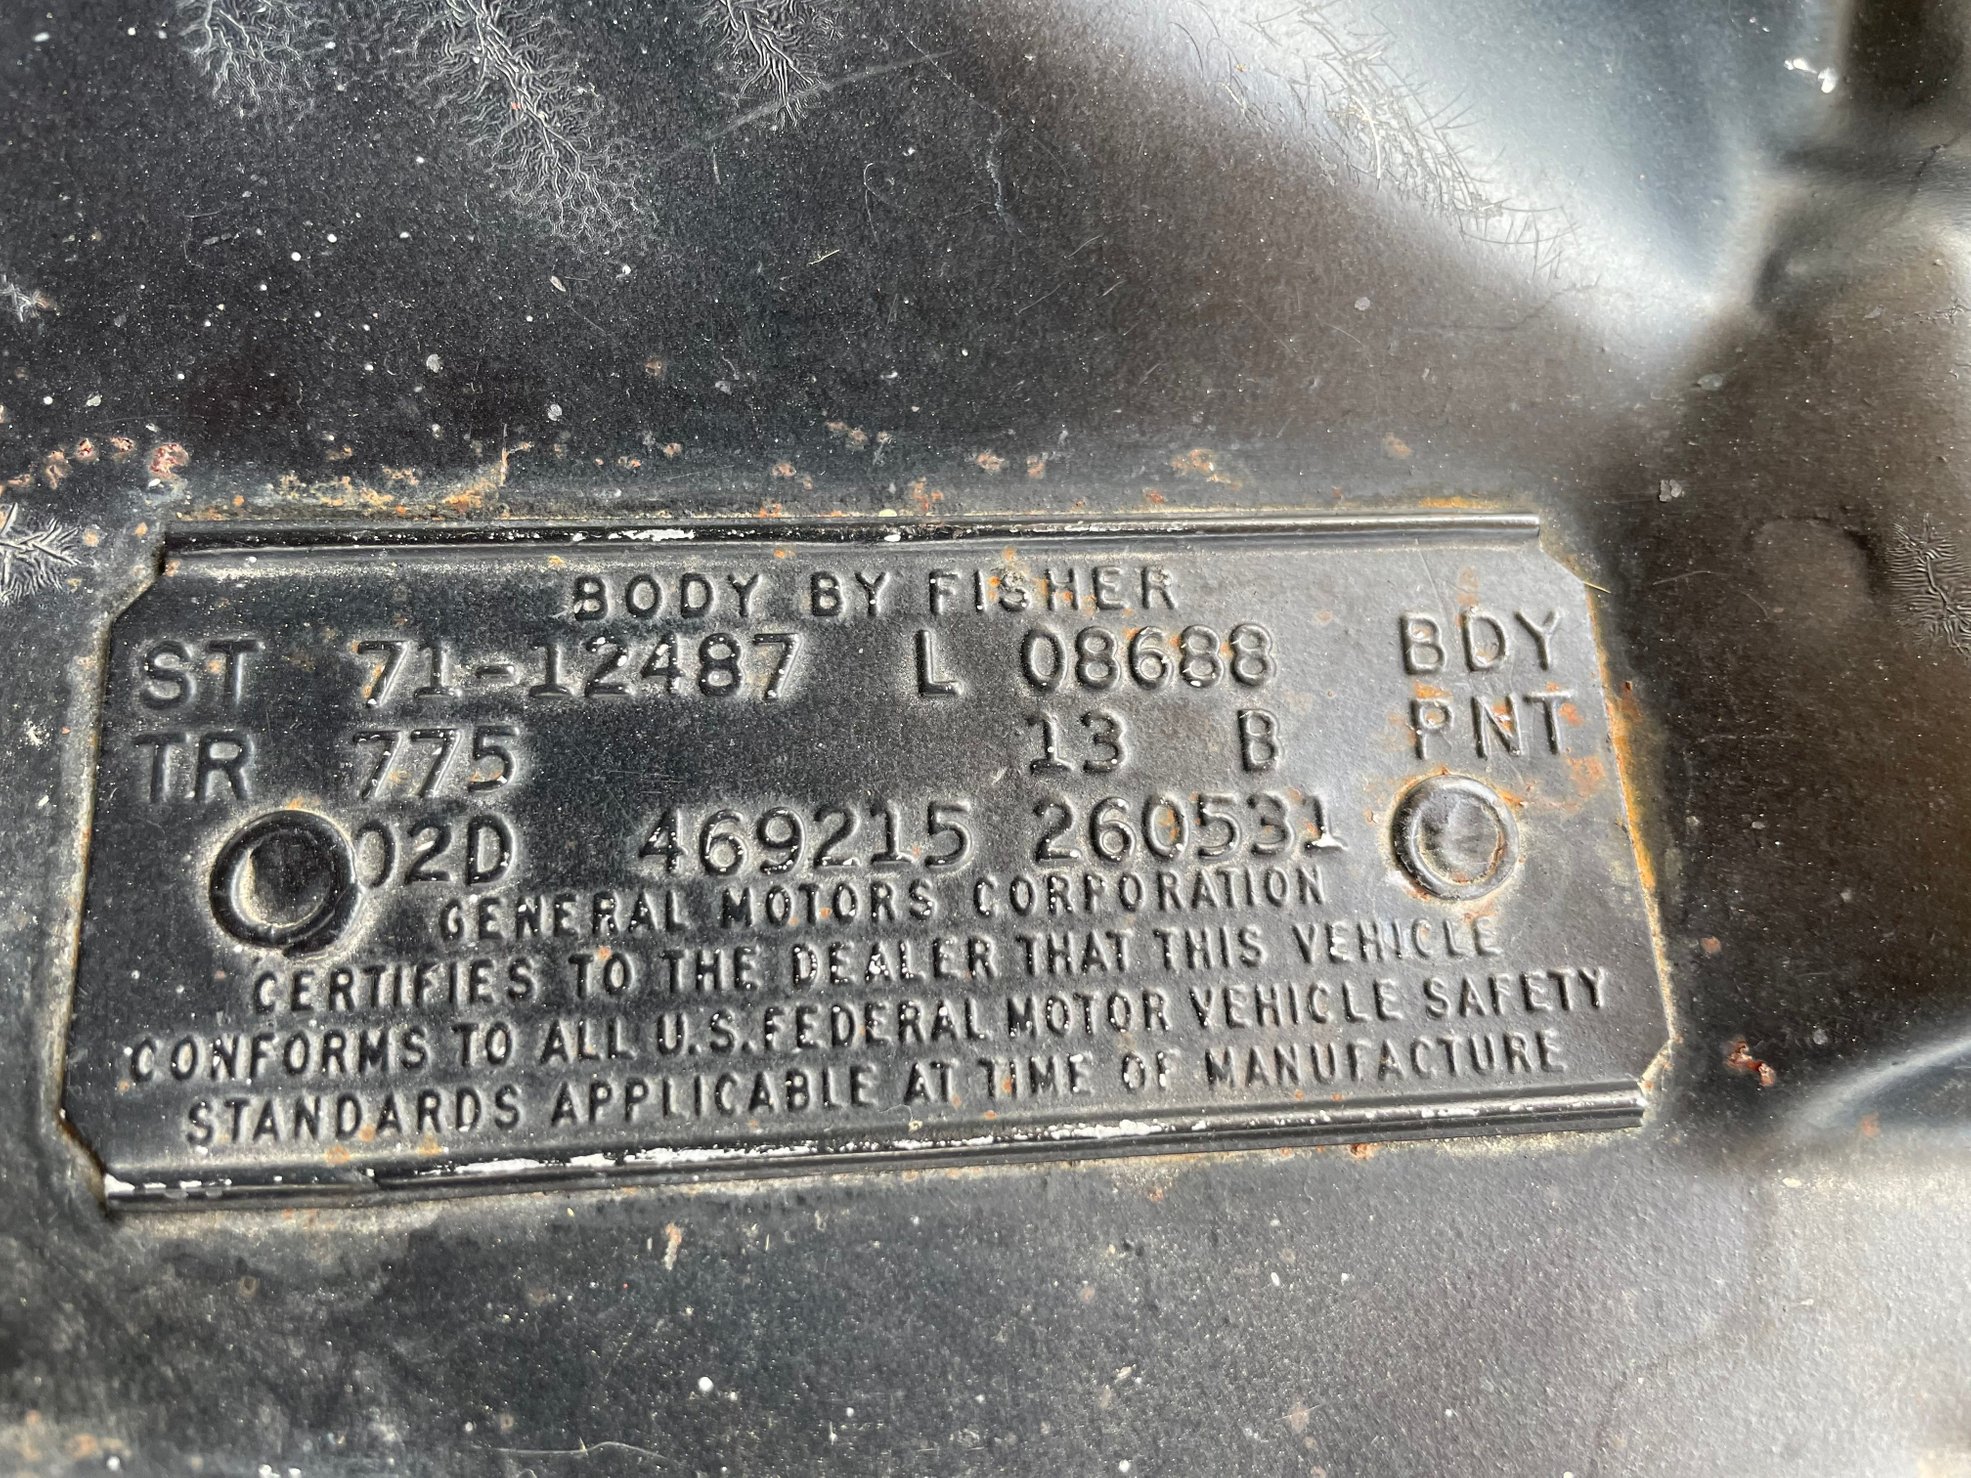 BODY BY FISHER
ST 71-12487 L 08688 BDY
TR 775 13 B PNT
02D 469215 260531
GENERAL MOTORS CORPORATION
CERTIFIES TO THE DEALER THAT THIS VEHICLE
CONFORMS TO ALL U.S. FEDERAL MOTOR VEHICLE SAFETY
STANDARDS APPLICABLE AT TIME OF MANUFACTURE